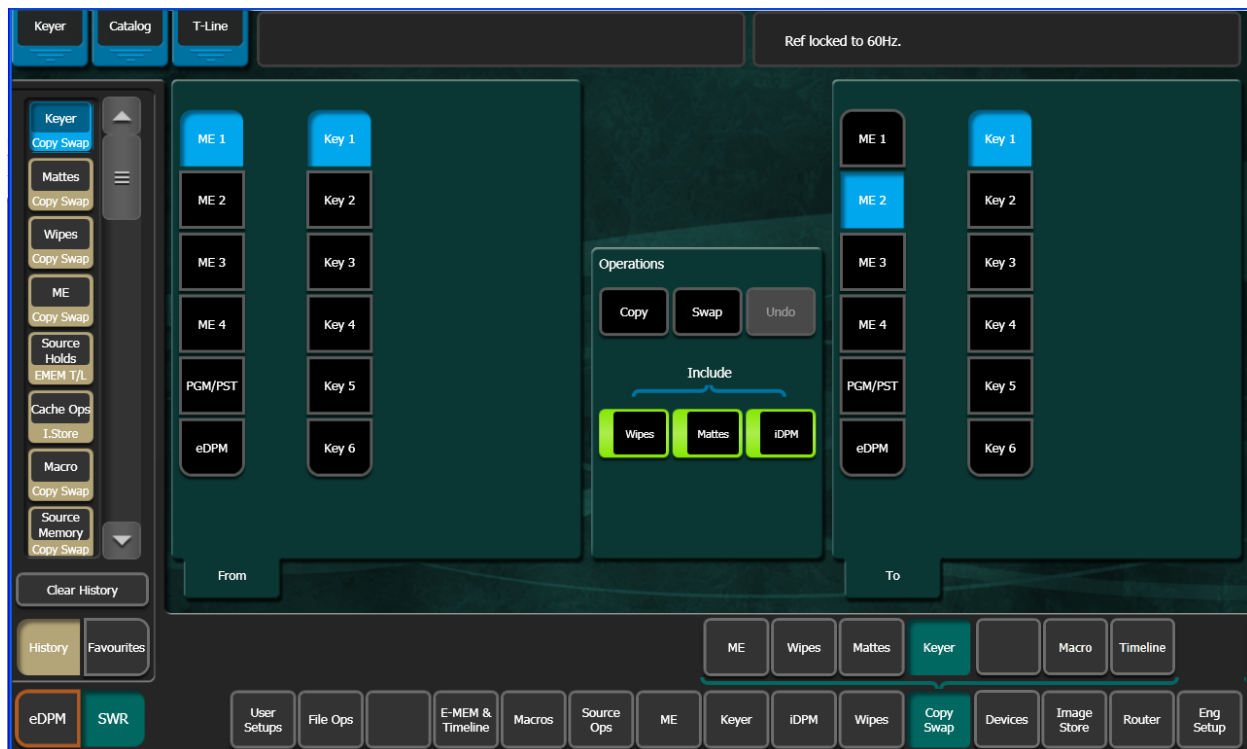 Keyer
Catalog
T-Line
Ref locked to 60Hz.
Keyer
Copy Swap
Mattes
Copy Swap
Wipes
Copy Swap
ME
Copy Swap
Source
Holds
EMEM T/L
Cache Ops
I.Store
Macro
Copy Swap
Source
Memory
Copy Swap
Clear History
History
Favourites
ME 1
Key 1
ME 2
Key 2
ME 3
Key 3
ME 4
Key 4
PGM/PST
Key 5
eDPM
Key 6
From
Operations
Copy
Swap
Undo
Include
Wipes
Mattes
iDPM
ME 1
Key 1
ME 2
Key 2
ME 3
Key 3
ME 4
Key 4
PGM/PST
Key 5
eDPM
Key 6
To
ME
Wipes
Mattes
Keyer
Macro
Timeline
eDPM
SWR
User
Setups
File Ops
E-MEM &
Timeline
Macros
Source
Ops
ME
Keyer
iDPM
Wipes
Copy
Swap
Devices
Image
Store
Router
Eng
Setup